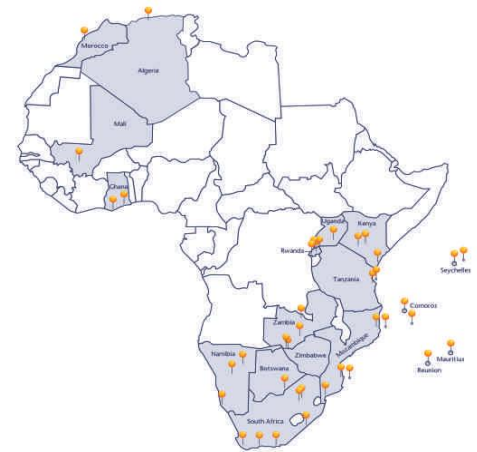 Morocco
Algeria
Mali
Ghana
Uganda
Kenya
Rwanda
Seychelles
Tanzania
Comoros
Zambia
Mozambique
Namibia
Zimbabwe
Mauritius
Botswana
Reunion
South Africa